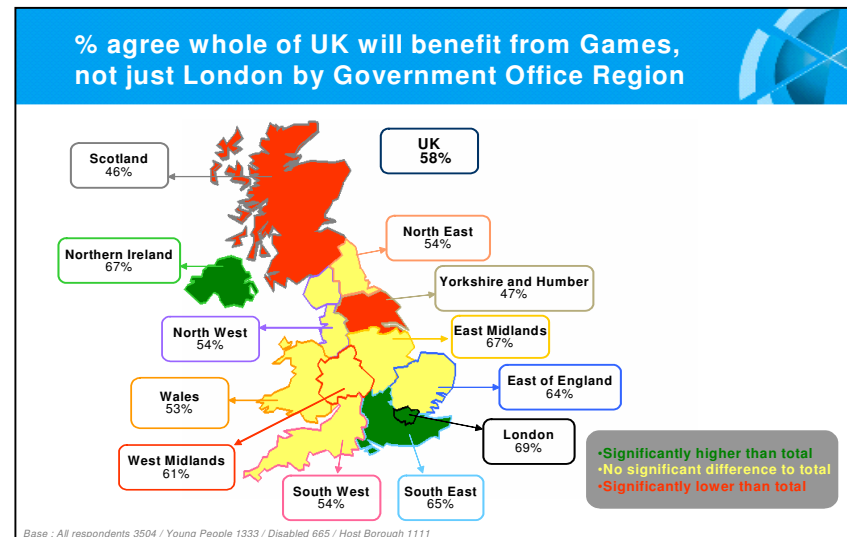 % agree whole of UK will benefit from Games,
not just London by Government Office Region
UK
58%
Scotland
46%
North East
54%
Northern Ireland
67%
Yorkshire and Humber
47%
North West
54%
East Midlands
67%
East of England
64%
Wales
53%
London
69%
West Midlands
61%
South West
54%
South East
65%
•Significantly higher than total
•No significant difference to total
•Significantly lower than total
Base : All respondents 3504 / Young People 1333 / Disabled 665 / Host Borough 1111